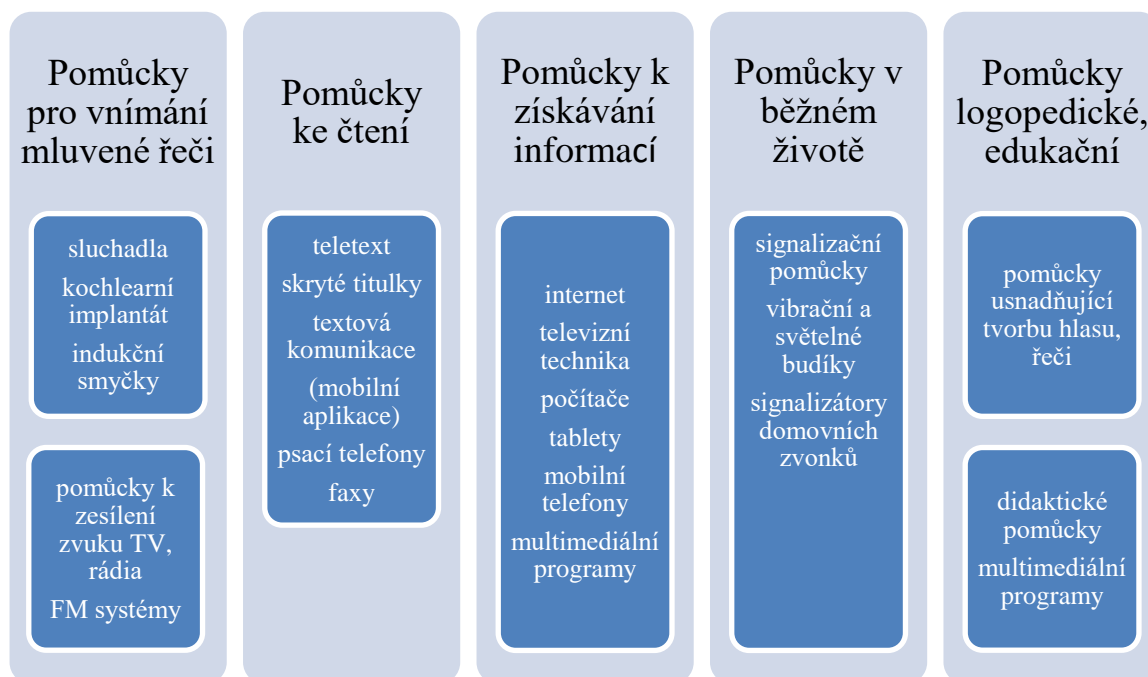 Pomůcky
pro vnímání
mluvené řeči
sluchadla
kochlearní
implantát
indukční
smyčky
pomůcky k
zesílení
zvuku TV,
rádia
FM systémy
Pomůcky
ke čtení
teletext
skryté titulky
textová
komunikace
(mobilní
aplikace)
psací telefony
faxy
Pomůcky k
získávání
informací
internet
televizní
technika
počítače
tablety
mobilní
telefony
multimediální
programy
Pomůcky v
běžném
životě
signalizační
pomůcky
vibrační a
světelné
budíky
signalizátory
domovních
zvonků
Pomůcky
logopedické,
edukační
pomůcky
usnadňující
tvorbu hlasu,
řeči
didaktické
pomůcky
multimediální
programy